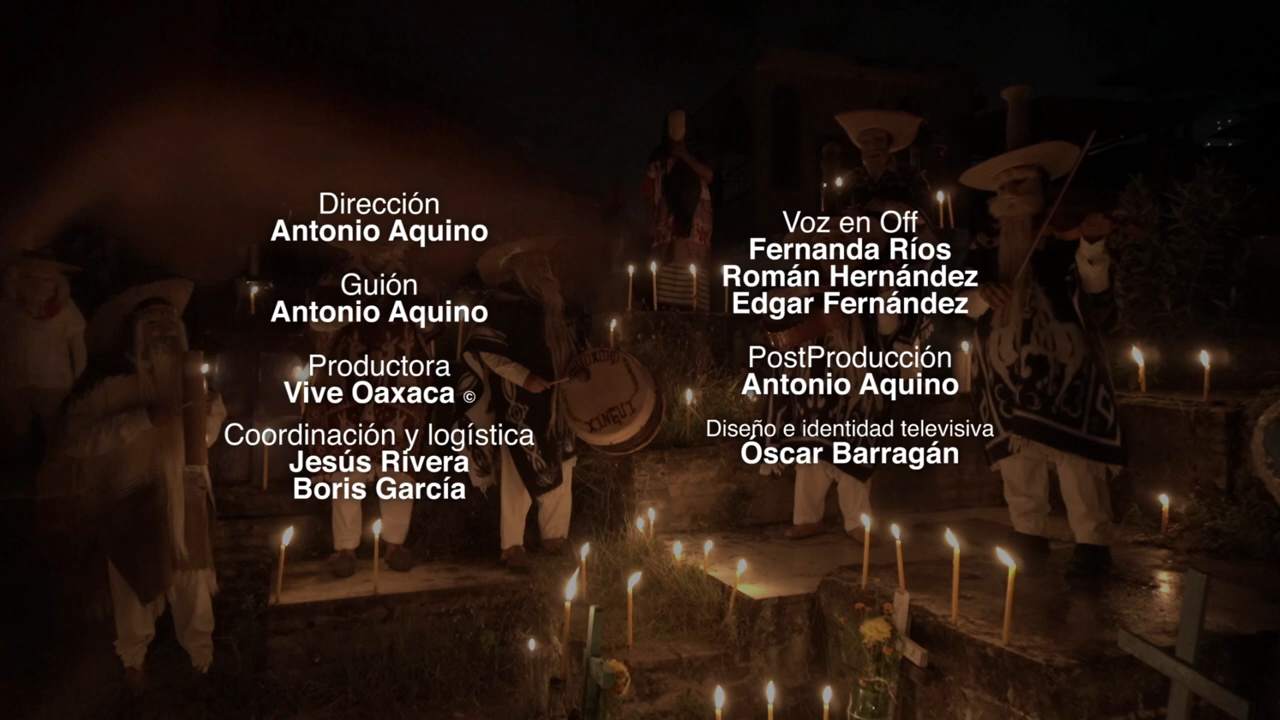 Dirección
Antonio Aquino
Guión
Antonio Aquino
Productora
Vive Oaxaca ©
Coordinación y logística
Jesús Rivera
Boris García
Voz en Off
Fernanda Ríos
Román Hernández
Edgar Fernández
PostProducción
Antonio Aquino
Diseño e identidad televisiva
Óscar Barragán